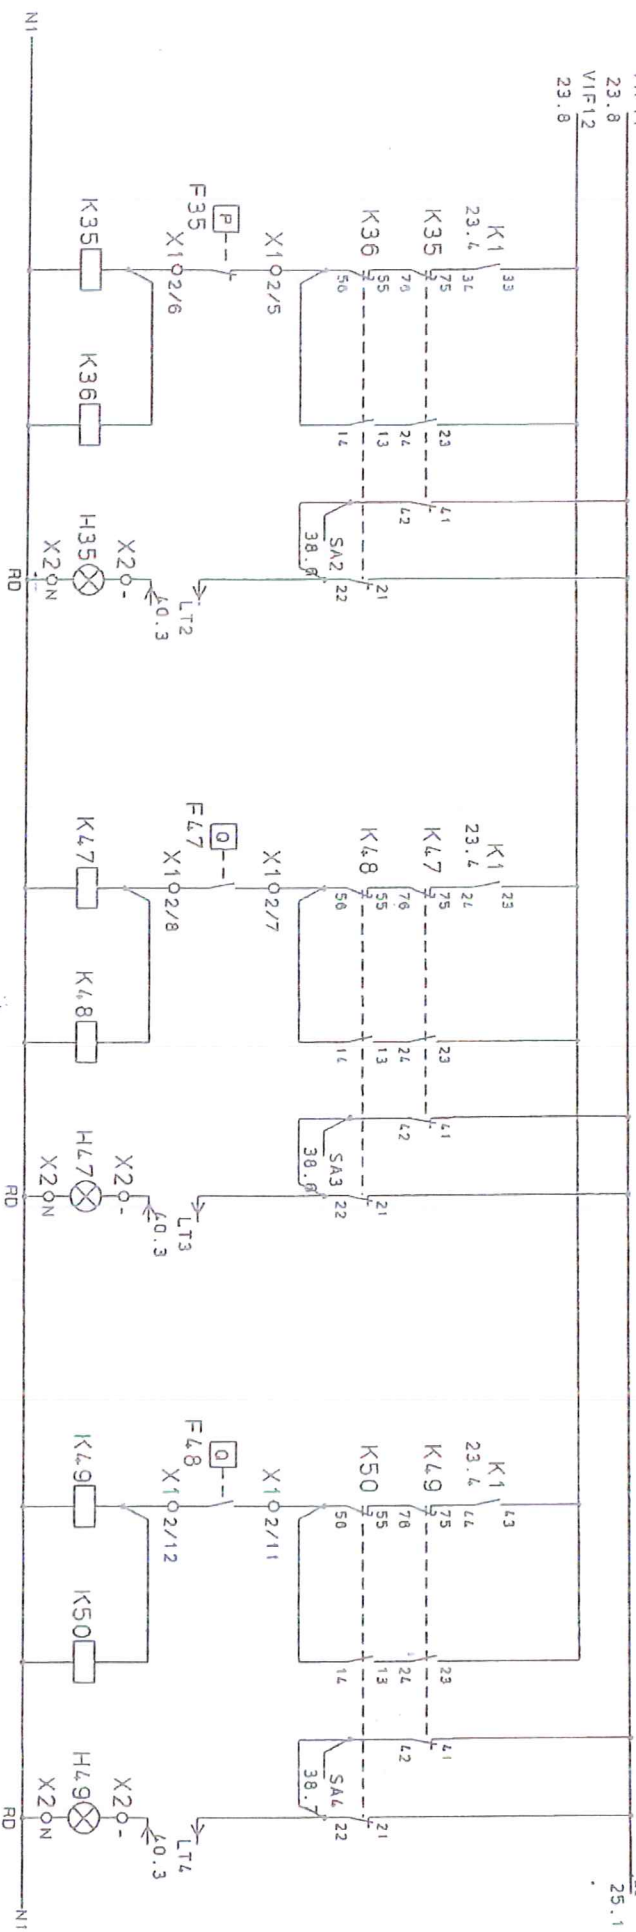 23.8
V1F12
23.8
K1
23.4
33
34
K35
75
76
K36
55
56
23
24
13
14
41
42
SA2
38.6
21
22
X1 2/5
F35
P
X1 2/6
K35
K36
LT2
40.3
X2 -
H35
X2 N
RD
N1
K1
23.4
23
24
K47
75
76
K48
55
56
23
24
13
14
41
42
SA3
38.6
21
22
X1 2/7
F47
Q
X1 2/8
K47
K48
LT3
40.3
X2 -
H47
X2 N
RD
K1
23.4
43
44
K49
75
76
K50
55
56
23
24
13
14
41
42
SA4
38.7
21
22
X1 2/11
F48
Q
X1 2/12
K49
K50
LT4
40.3
X2 -
H49
X2 N
RD
25.1
N1